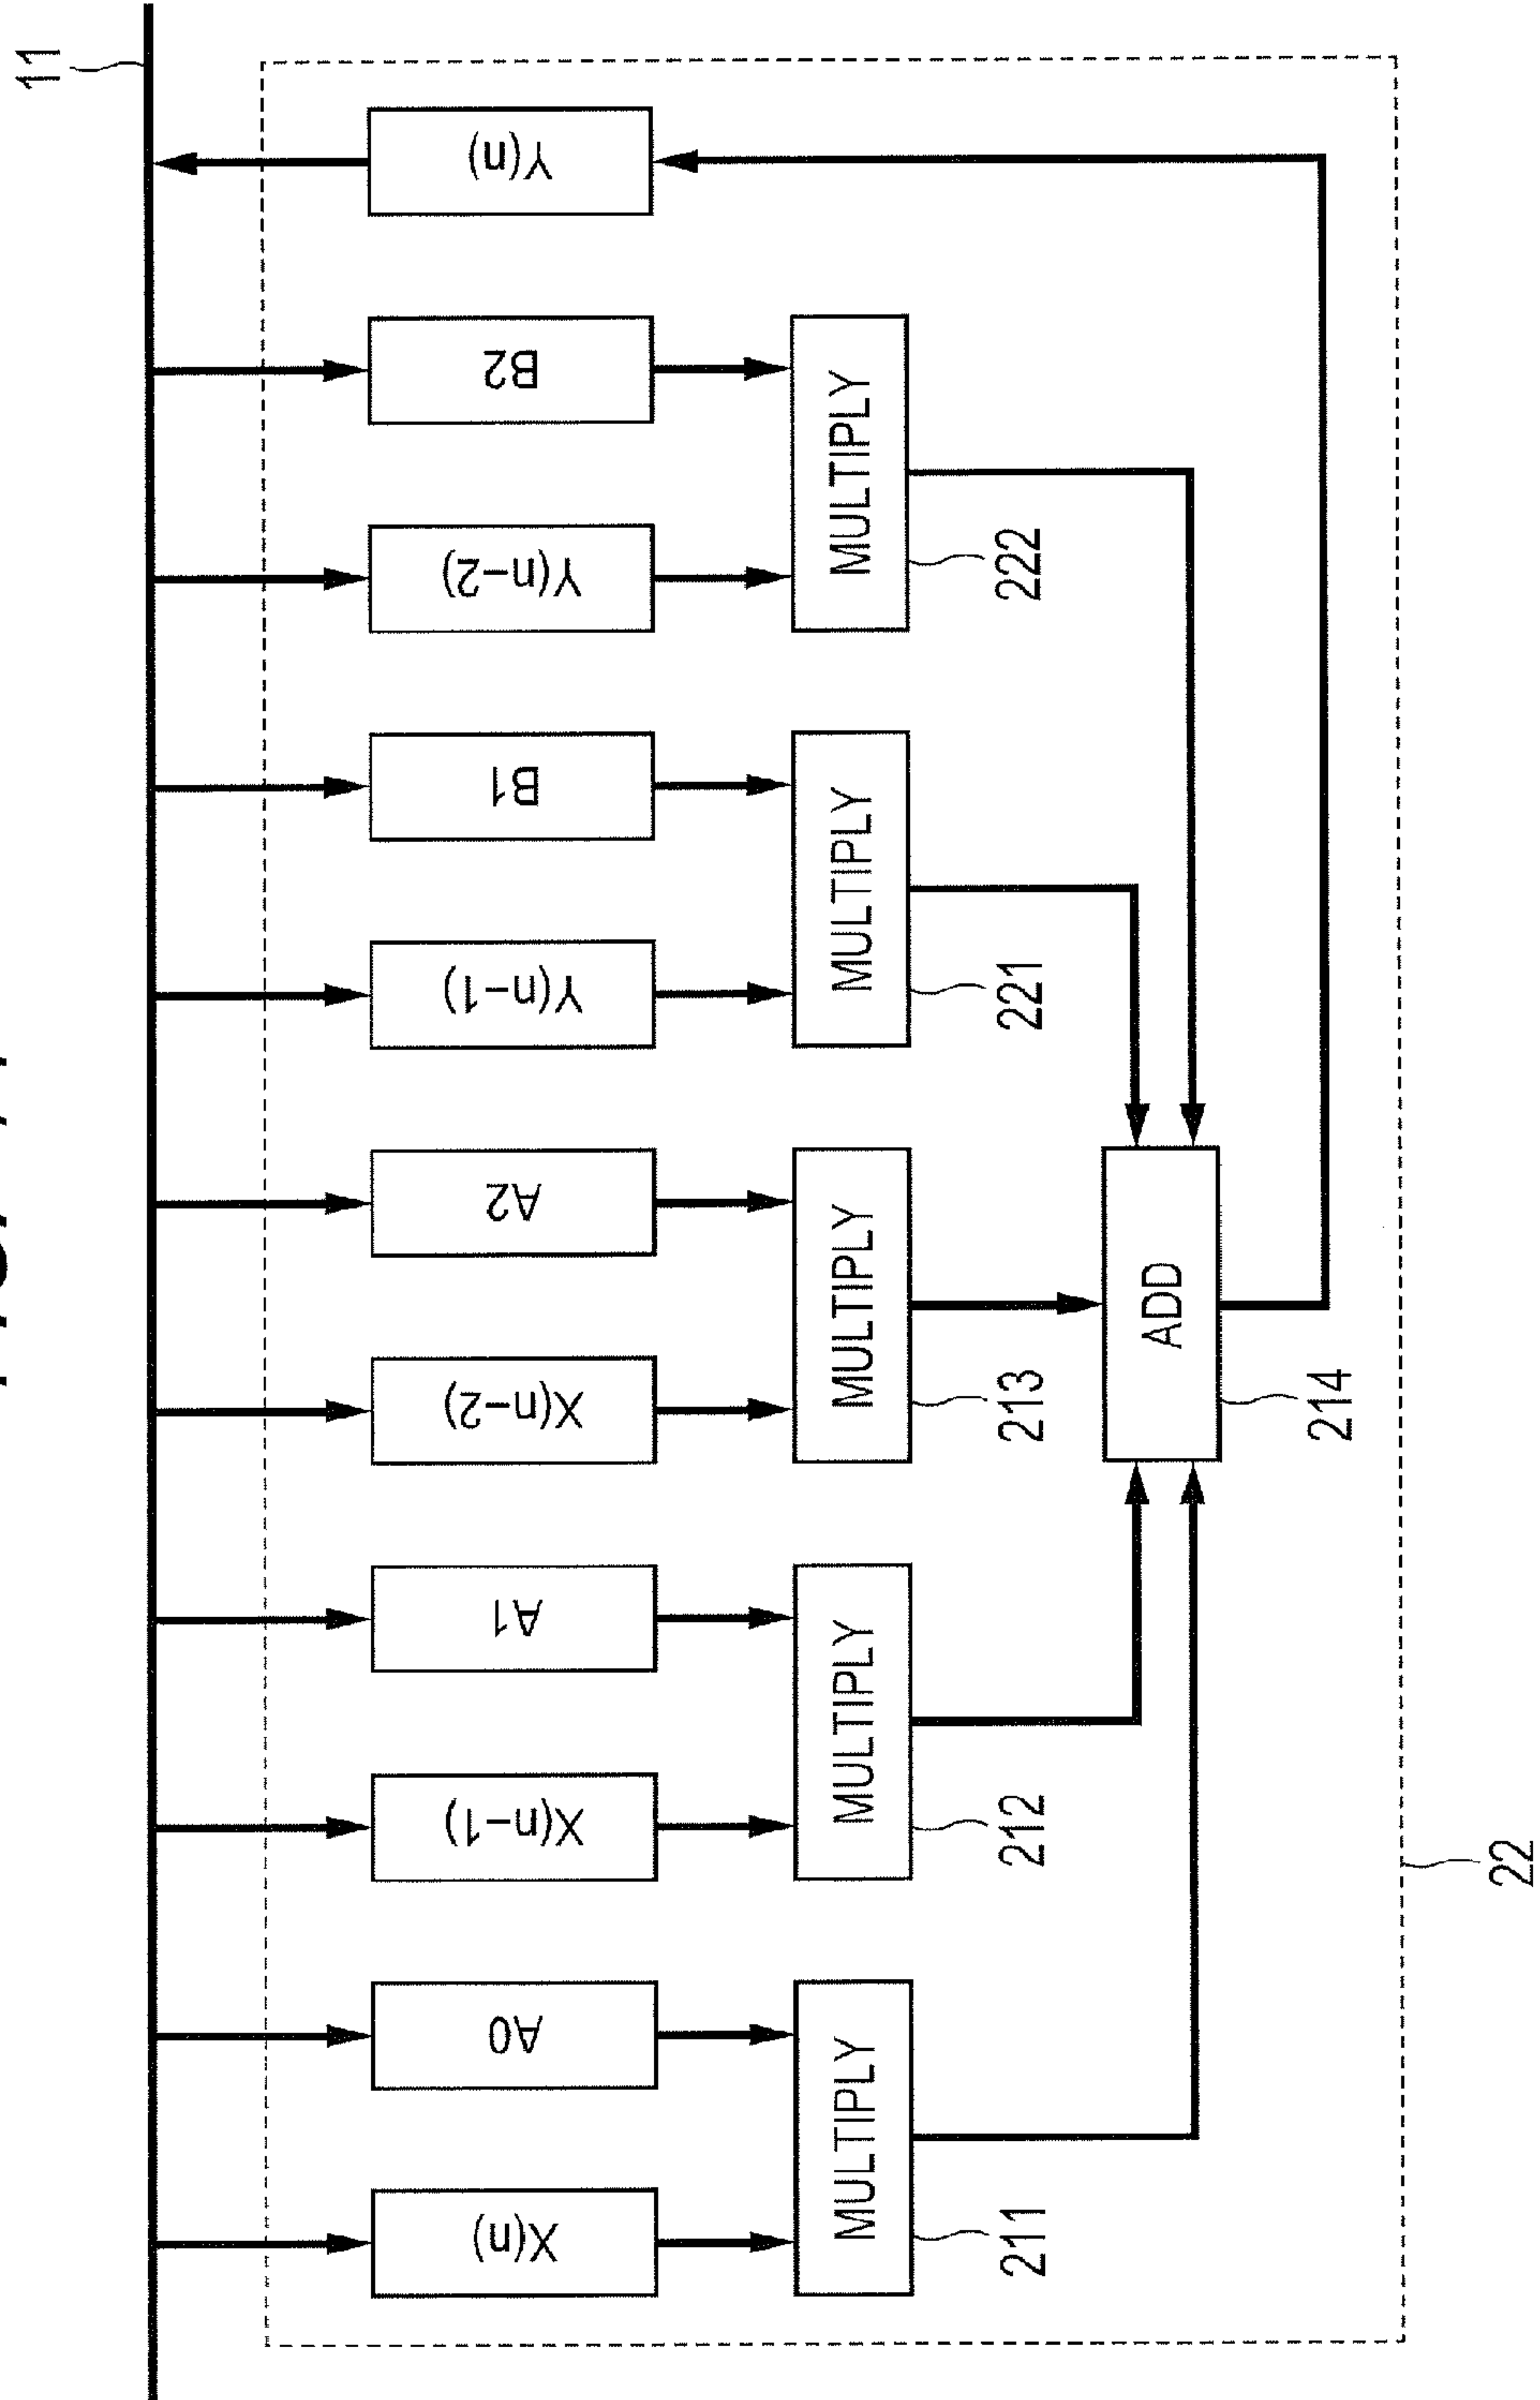 11
X(n)
A0
X(n-1)
A1
X(n-2)
A2
Y(n-1)
B1
Y(n-2)
B2
Y(n)
MULTIPLY
MULTIPLY
MULTIPLY
MULTIPLY
MULTIPLY
211
212
213
221
222
ADD
214
22